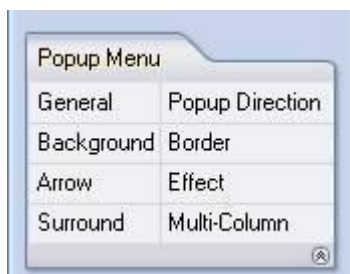 Popup Menu
General Popup Direction
Background Border
Arrow Effect
Surround Multi-Column